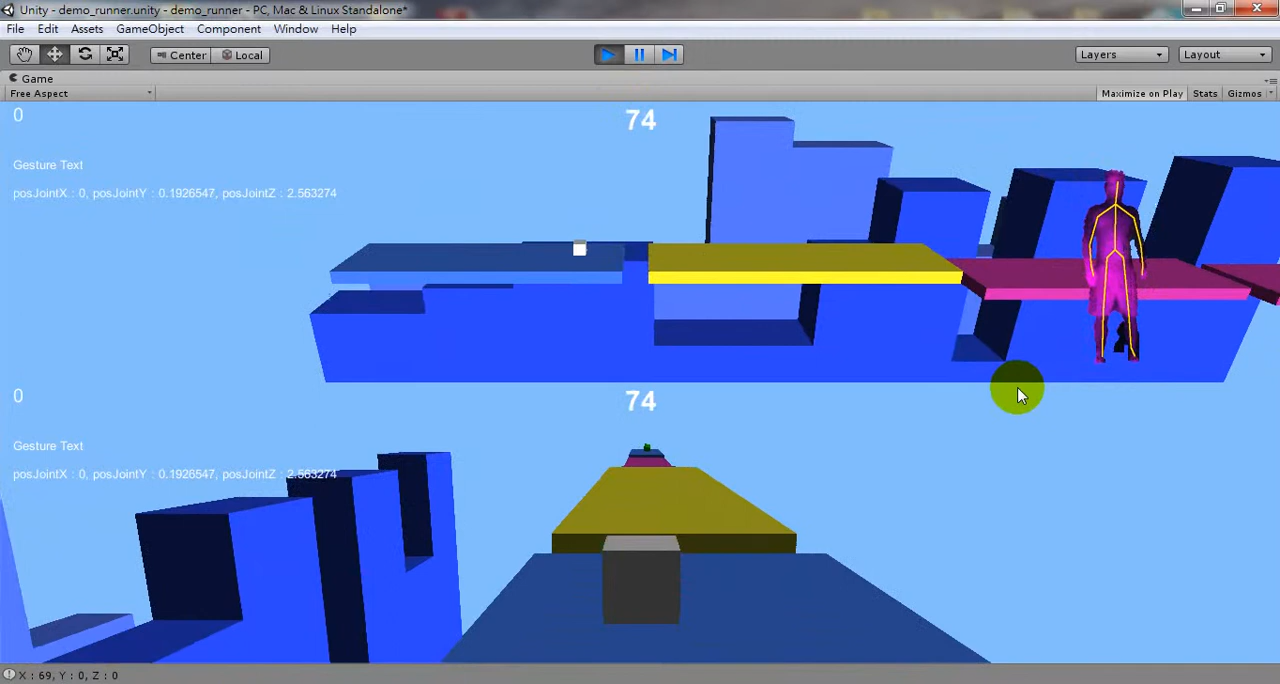 Unity - demo_runner.unity - demo_runner - PC, Mac & Linux Standalone*
File Edit Assets GameObject Component Window Help
Center Local Layers Layout
Game
Free Aspect Maximize on Play Stats Gizmos
0 74
Gesture Text
posJointX : 0, posJointY : 0.1926547, posJointZ : 2.563274
0 74
Gesture Text
posJointX : 0, posJointY : 0.1926547, posJointZ : 2.563274
X : 69, Y : 0, Z : 0